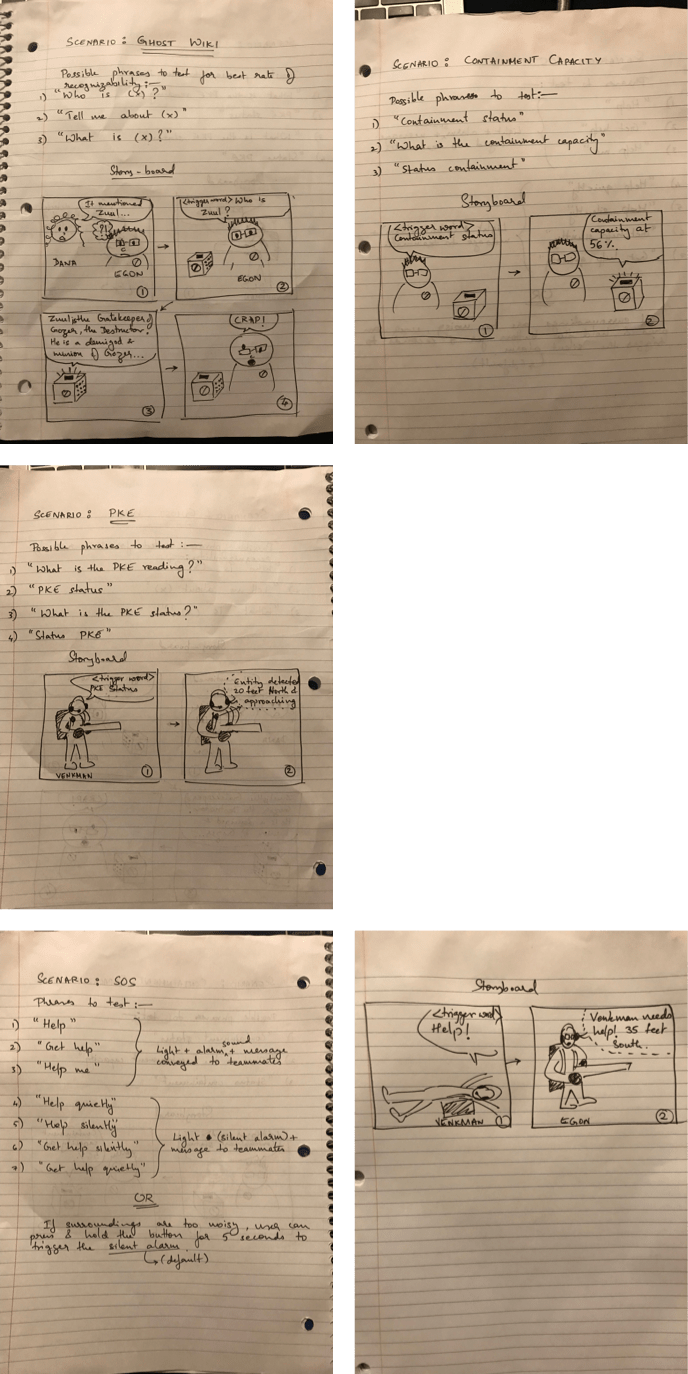 SCENARIO: GHOST WIKI
Possible phrases to test for best rate of
recognizability:—
1) "Who is (x)?"
2) "Tell me about (x)"
3) "What is (x)?"
Story-board
It mentioned
Zuul...
?!
DANA
EGON
1
<trigger word> Who is
Zuul?
EGON
2
Zuul is the Gatekeeper of
Gozer, the Destructor.
He is a demigod &
minion of Gozer...
3
CRAP!
4
SCENARIO: CONTAINMENT CAPACITY
Possible phrases to test:—
1) "Containment status"
2) "What is the containment capacity"
3) "Status containment"
Storyboard
<trigger word>
Containment status
1
Containment
capacity at
56%.
2
SCENARIO: PKE
Possible phrases to test:—
1) "What is the PKE reading?"
2) "PKE status"
3) "What is the PKE status?"
4) "Status PKE"
Storyboard
<trigger word>
PKE Status
VENKMAN
1
Entity detected
20 feet North &
approaching
2
SCENARIO: SOS
Phrases to test:—
1) "Help"
2) "Get help"
3) "Help me"
sound
Light + alarm + message
conveyed to teammates
4) "Help quietly"
5) "Help silently"
6) "Get help silently"
7) "Get help quietly"
Light (silent alarm) +
message to teammates
OR
If surroundings are too noisy, user can
press & hold the button for 5 seconds to
trigger the silent alarm.
(default)
Storyboard
<trigger word>
Help!
VENKMAN
1
Venkman needs
help! 35 feet
South.
EGON
2